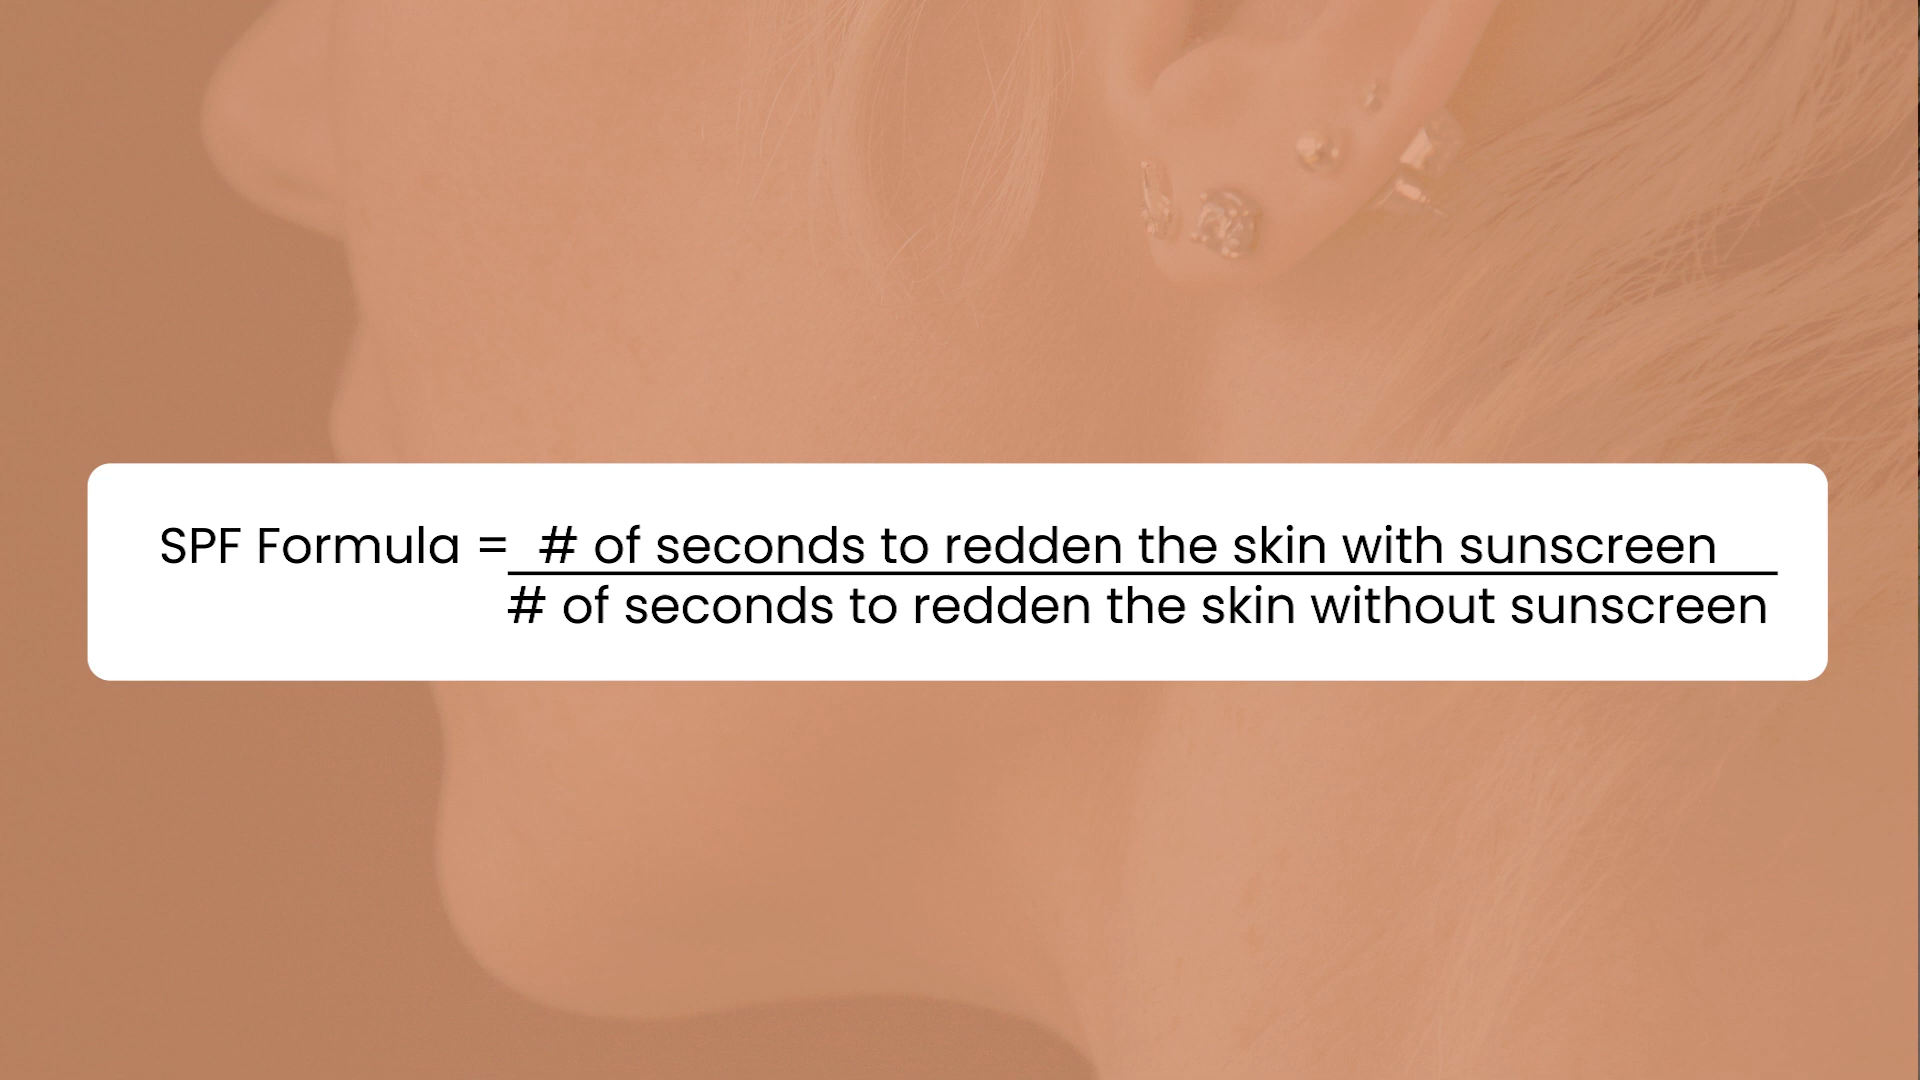 SPF Formula = # of seconds to redden the skin with sunscreen
# of seconds to redden the skin without sunscreen